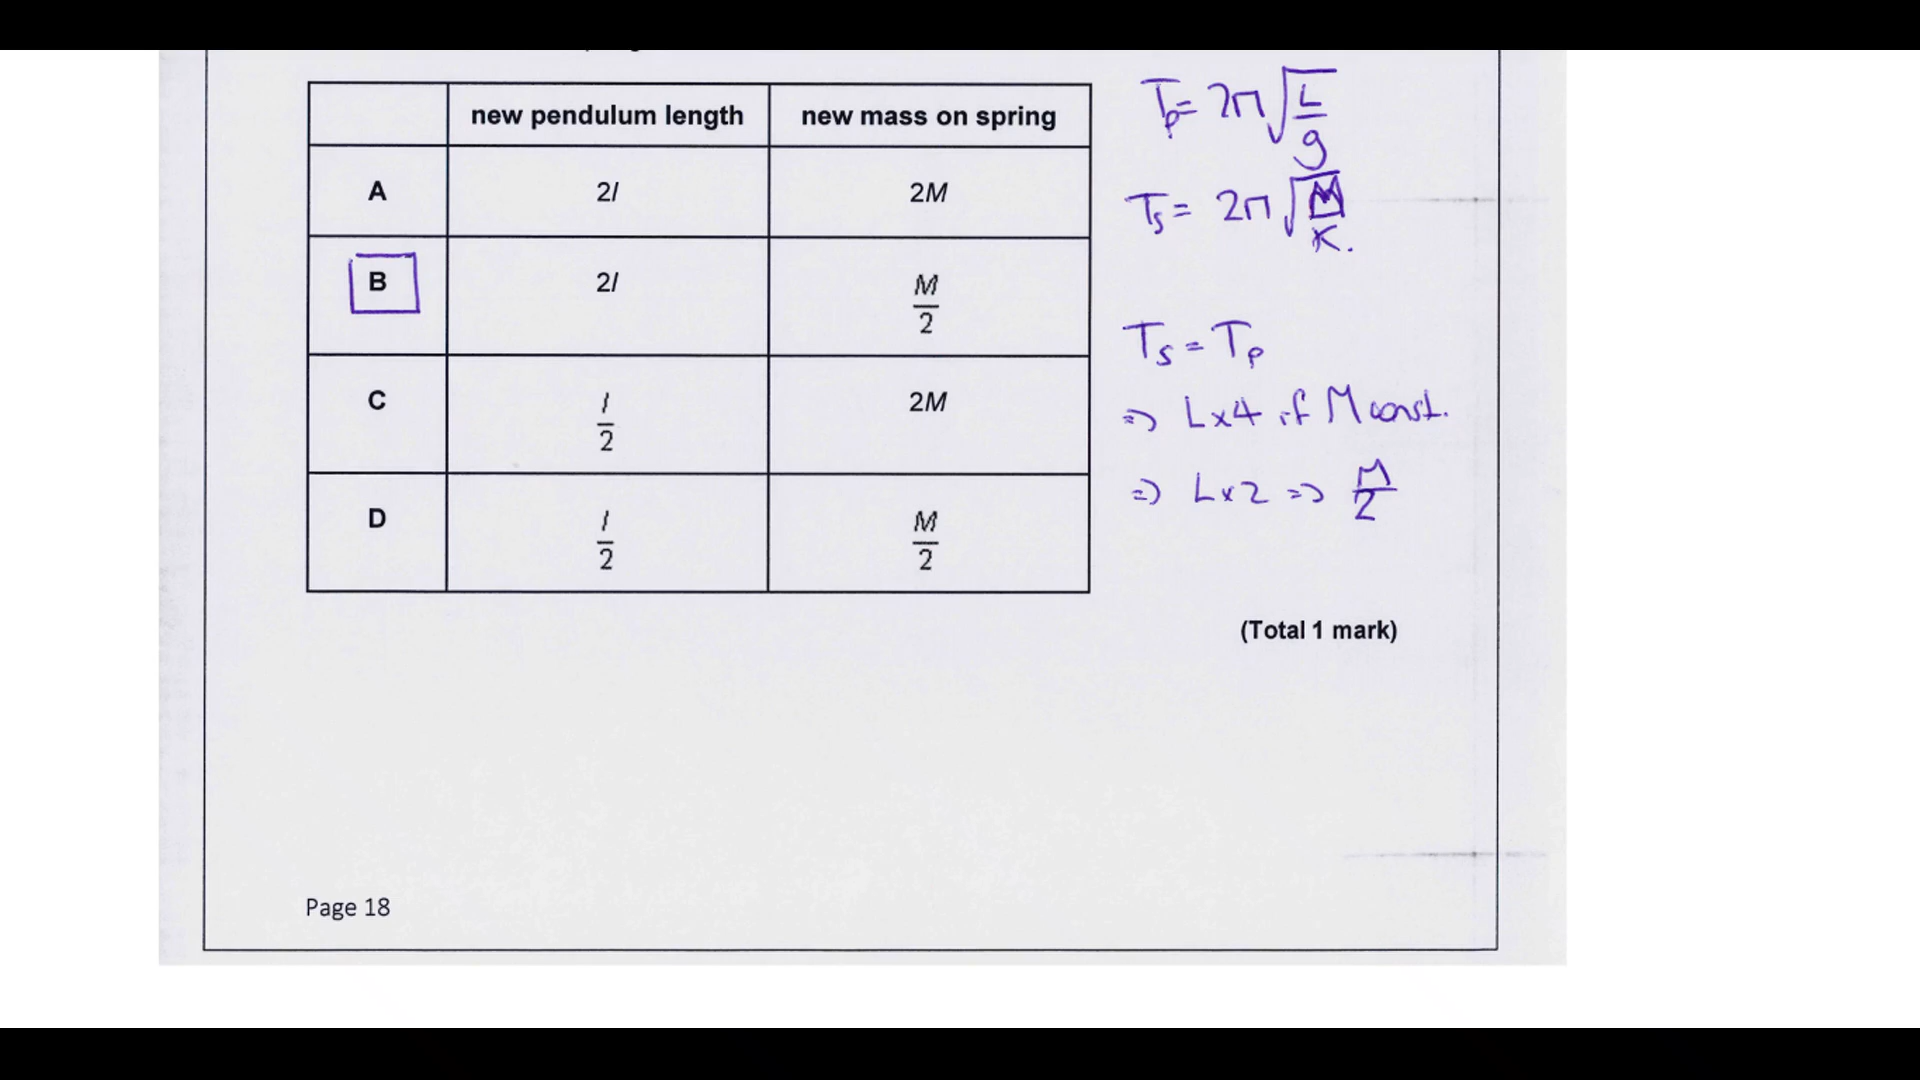 new pendulum length new mass on spring
A 2l 2M
B 2l M/2
C l/2 2M
D l/2 M/2
Tp= 2π√L/g
Ts= 2π√M/K.
Ts = Tp
=> L×4 if M const.
=> L×2 => M/2
(Total 1 mark)
Page 18